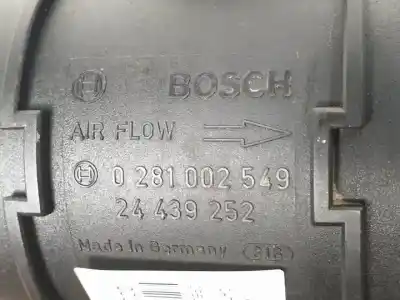 BOSCH
AIR FLOW
0 281 002 549
24 439 252
Made in Germany